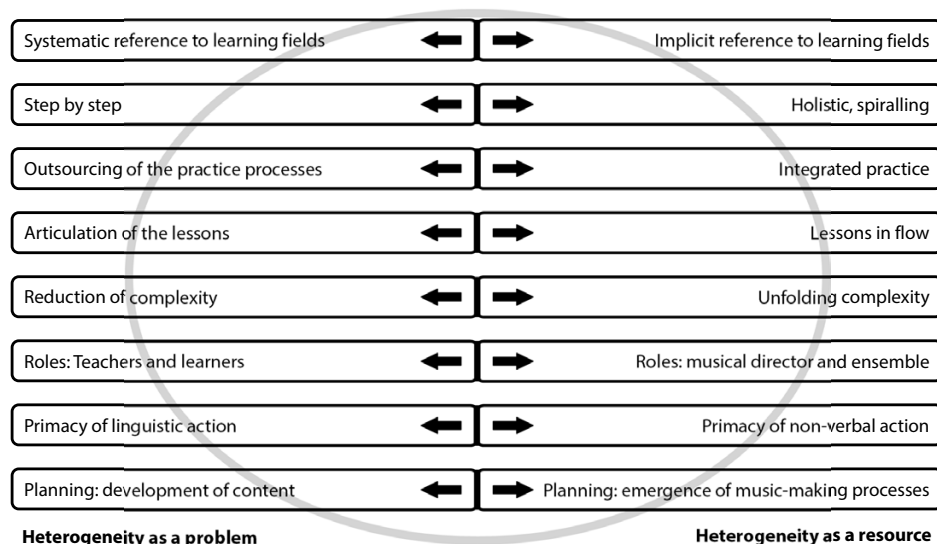 Systematic reference to learning fields Implicit reference to learning fields
Step by step Holistic, spiralling
Outsourcing of the practice processes Integrated practice
Articulation of the lessons Lessons in flow
Reduction of complexity Unfolding complexity
Roles: Teachers and learners Roles: musical director and ensemble
Primacy of linguistic action Primacy of non-verbal action
Planning: development of content Planning: emergence of music-making processes
Heterogeneity as a problem Heterogeneity as a resource